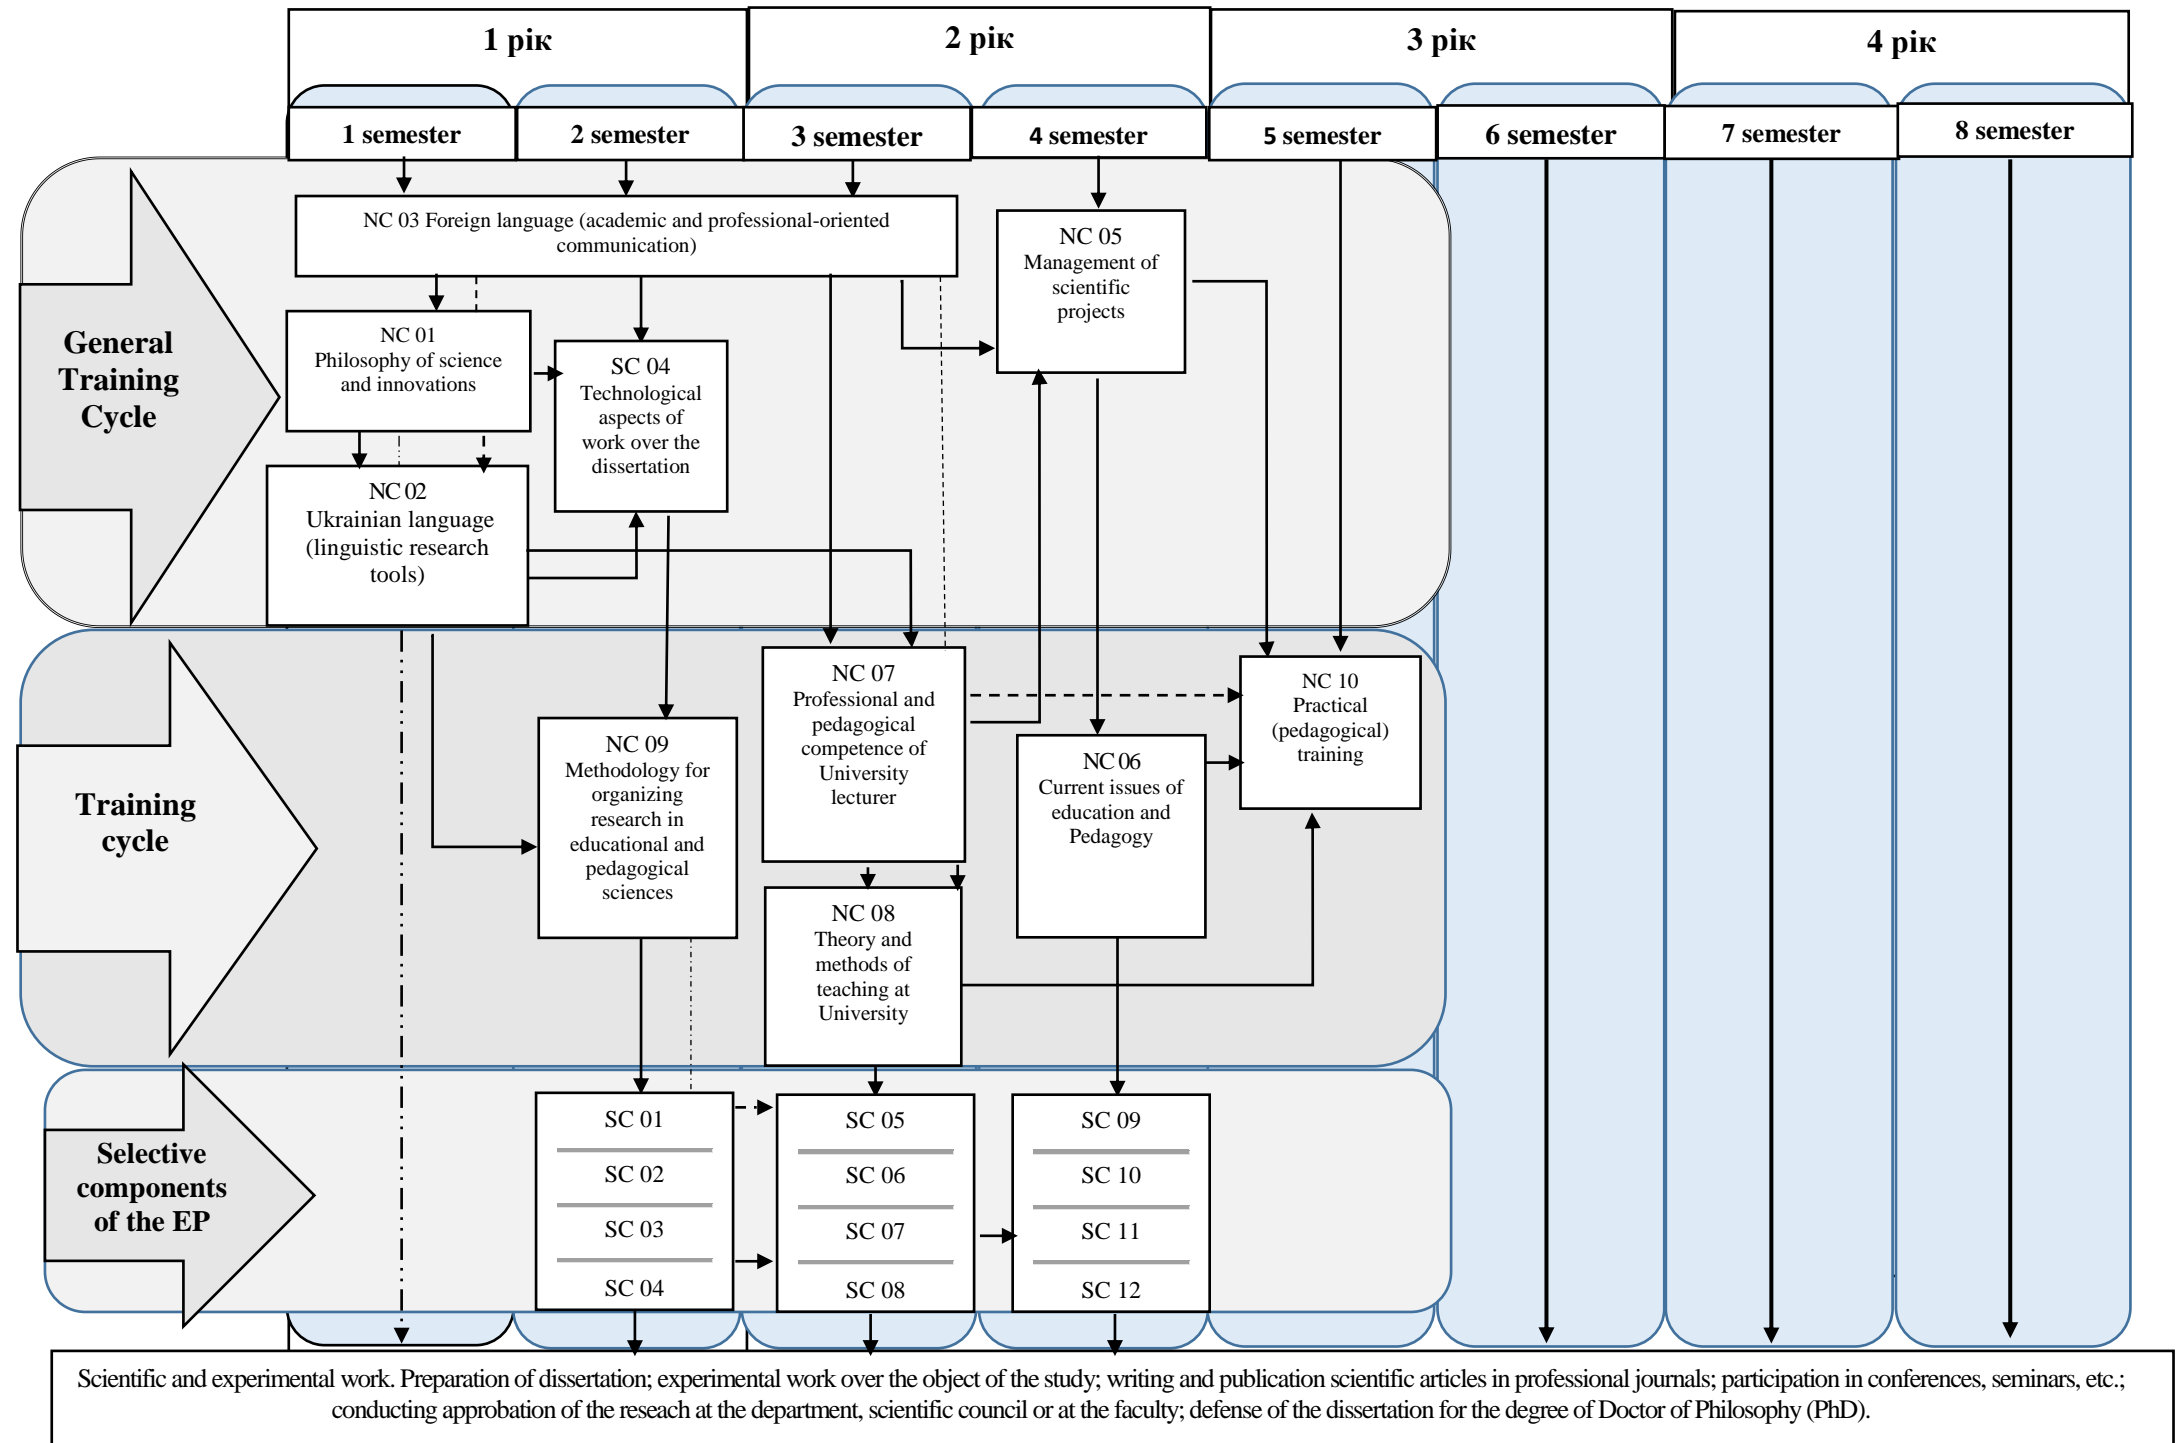 1 рік
2 рік
3 рік
4 рік
1 semester
2 semester
3 semester
4 semester
5 semester
6 semester
7 semester
8 semester
General
Training
Cycle
NC 03 Foreign language (academic and professional-oriented
communication)
NC 05
Management of
scientific
projects
NC 01
Philosophy of science
and innovations
SC 04
Technological
aspects of
work over the
dissertation
NC 02
Ukrainian language
(linguistic research
tools)
Training
cycle
NC 09
Methodology for
organizing
research in
educational and
pedagogical
sciences
NC 07
Professional and
pedagogical
competence of
University
lecturer
NC 06
Current issues of
education and
Pedagogy
NC 10
Practical
(pedagogical)
training
NC 08
Theory and
methods of
teaching at
University
Selective
components
of the EP
SC 01
SC 02
SC 03
SC 04
SC 05
SC 06
SC 07
SC 08
SC 09
SC 10
SC 11
SC 12
Scientific and experimental work. Preparation of dissertation; experimental work over the object of the study; writing and publication scientific articles in professional journals; participation in conferences, seminars, etc.;
conducting approbation of the reseach at the department, scientific council or at the faculty; defense of the dissertation for the degree of Doctor of Philosophy (PhD).